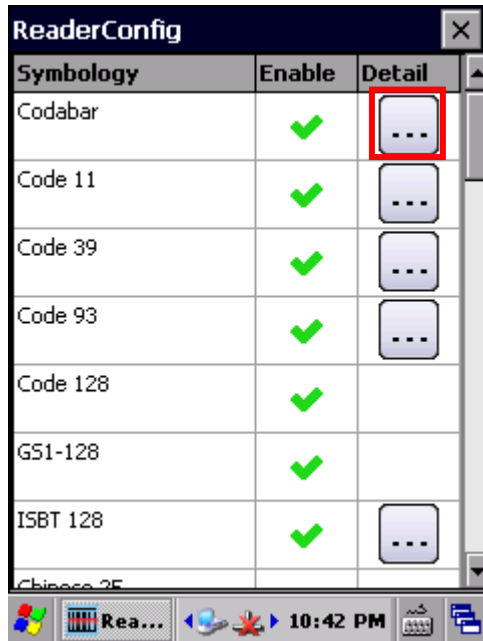 ReaderConfig
Symbology Enable Detail
Codabar ...
Code 11 ...
Code 39 ...
Code 93 ...
Code 128
GS1-128
ISBT 128 ...
Rea... 10:42 PM